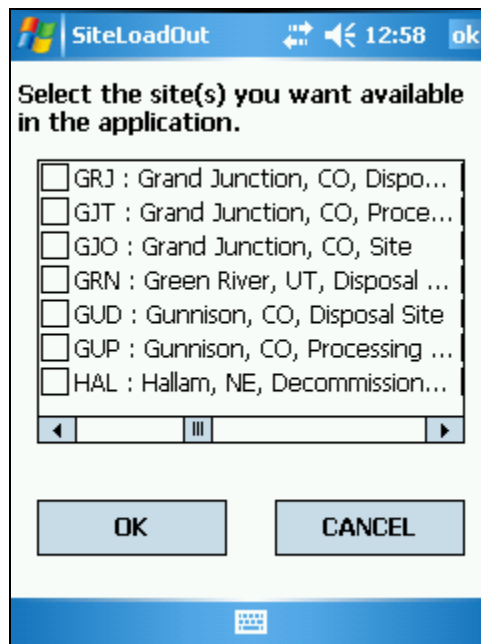 SiteLoadOut 12:58 ok
Select the site(s) you want available
in the application.
GRJ : Grand Junction, CO, Dispo...
GJT : Grand Junction, CO, Proce...
GJO : Grand Junction, CO, Site
GRN : Green River, UT, Disposal ...
GUD : Gunnison, CO, Disposal Site
GUP : Gunnison, CO, Processing ...
HAL : Hallam, NE, Decommission...
OK CANCEL